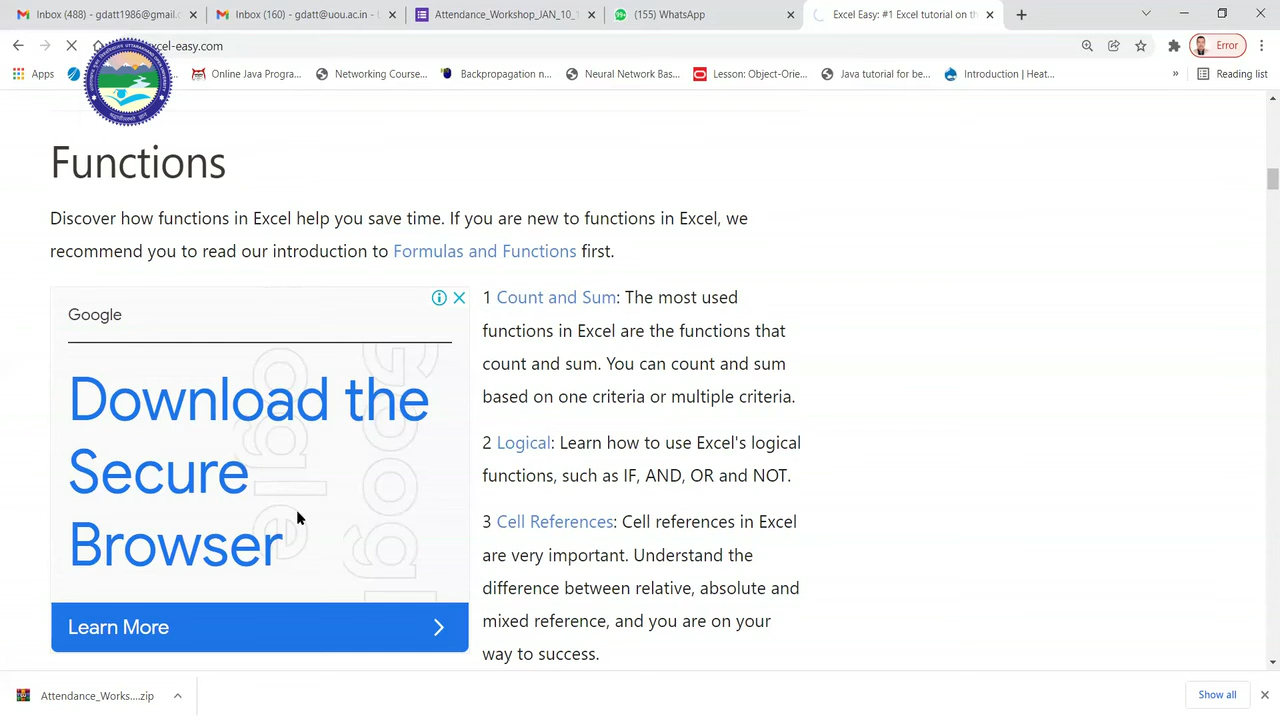 Inbox (488) - gdatt1986@gmail.
Inbox (160) - gdatt@uou.ac.in -
Attendance_Workshop_JAN_10_
(155) WhatsApp
Excel Easy: #1 Excel tutorial on th
cel-easy.com
Error
Apps
Online Java Progra...
Networking Course...
Backpropagation n...
Neural Network Bas...
Lesson: Object-Orie...
Java tutorial for be...
Introduction | Heat...
»
Reading list
Functions
Discover how functions in Excel help you save time. If you are new to functions in Excel, we
recommend you to read our introduction to Formulas and Functions first.
Google
Download the
Secure
Browser
Learn More
1 Count and Sum: The most used
functions in Excel are the functions that
count and sum. You can count and sum
based on one criteria or multiple criteria.
2 Logical: Learn how to use Excel's logical
functions, such as IF, AND, OR and NOT.
3 Cell References: Cell references in Excel
are very important. Understand the
difference between relative, absolute and
mixed reference, and you are on your
way to success.
Attendance_Works....zip
Show all